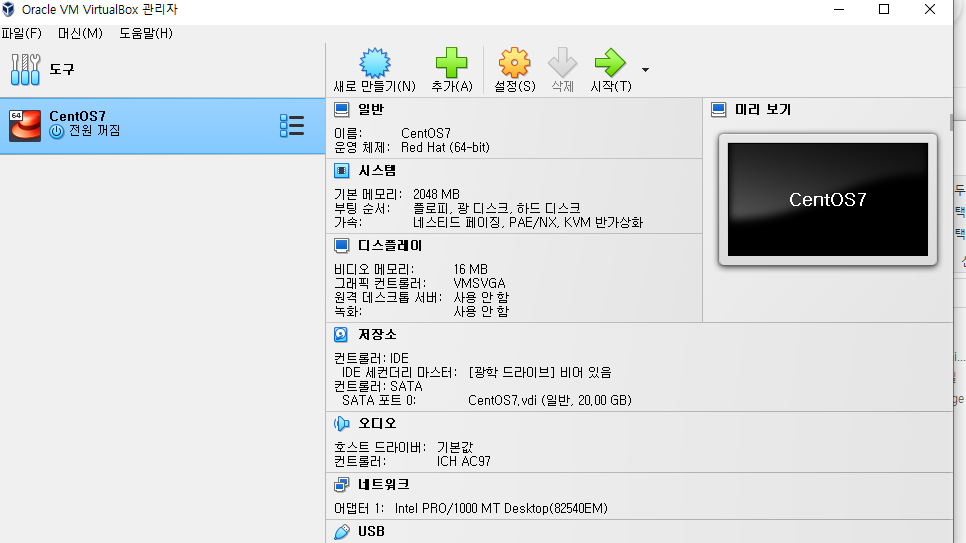 Oracle VM VirtualBox 관리자
파일(F) 머신(M) 도움말(H)
도구
새로 만들기(N) 추가(A) 설정(S) 삭제 시작(T)
64 CentOS7
전원 꺼짐
일반
이름: CentOS7
운영 체제: Red Hat (64-bit)
시스템
기본 메모리: 2048 MB
부팅 순서: 플로피, 광 디스크, 하드 디스크
가속: 네스티드 페이징, PAE/NX, KVM 반가상화
디스플레이
비디오 메모리: 16 MB
그래픽 컨트롤러: VMSVGA
원격 데스크톱 서버: 사용 안 함
녹화: 사용 안 함
저장소
컨트롤러: IDE
IDE 세컨더리 마스터: [광학 드라이브] 비어 있음
컨트롤러: SATA
SATA 포트 0: CentOS7.vdi (일반, 20.00 GB)
오디오
호스트 드라이버: 기본값
컨트롤러: ICH AC97
네트워크
어댑터 1: Intel PRO/1000 MT Desktop(82540EM)
USB
미리 보기
CentOS7
두
택
택